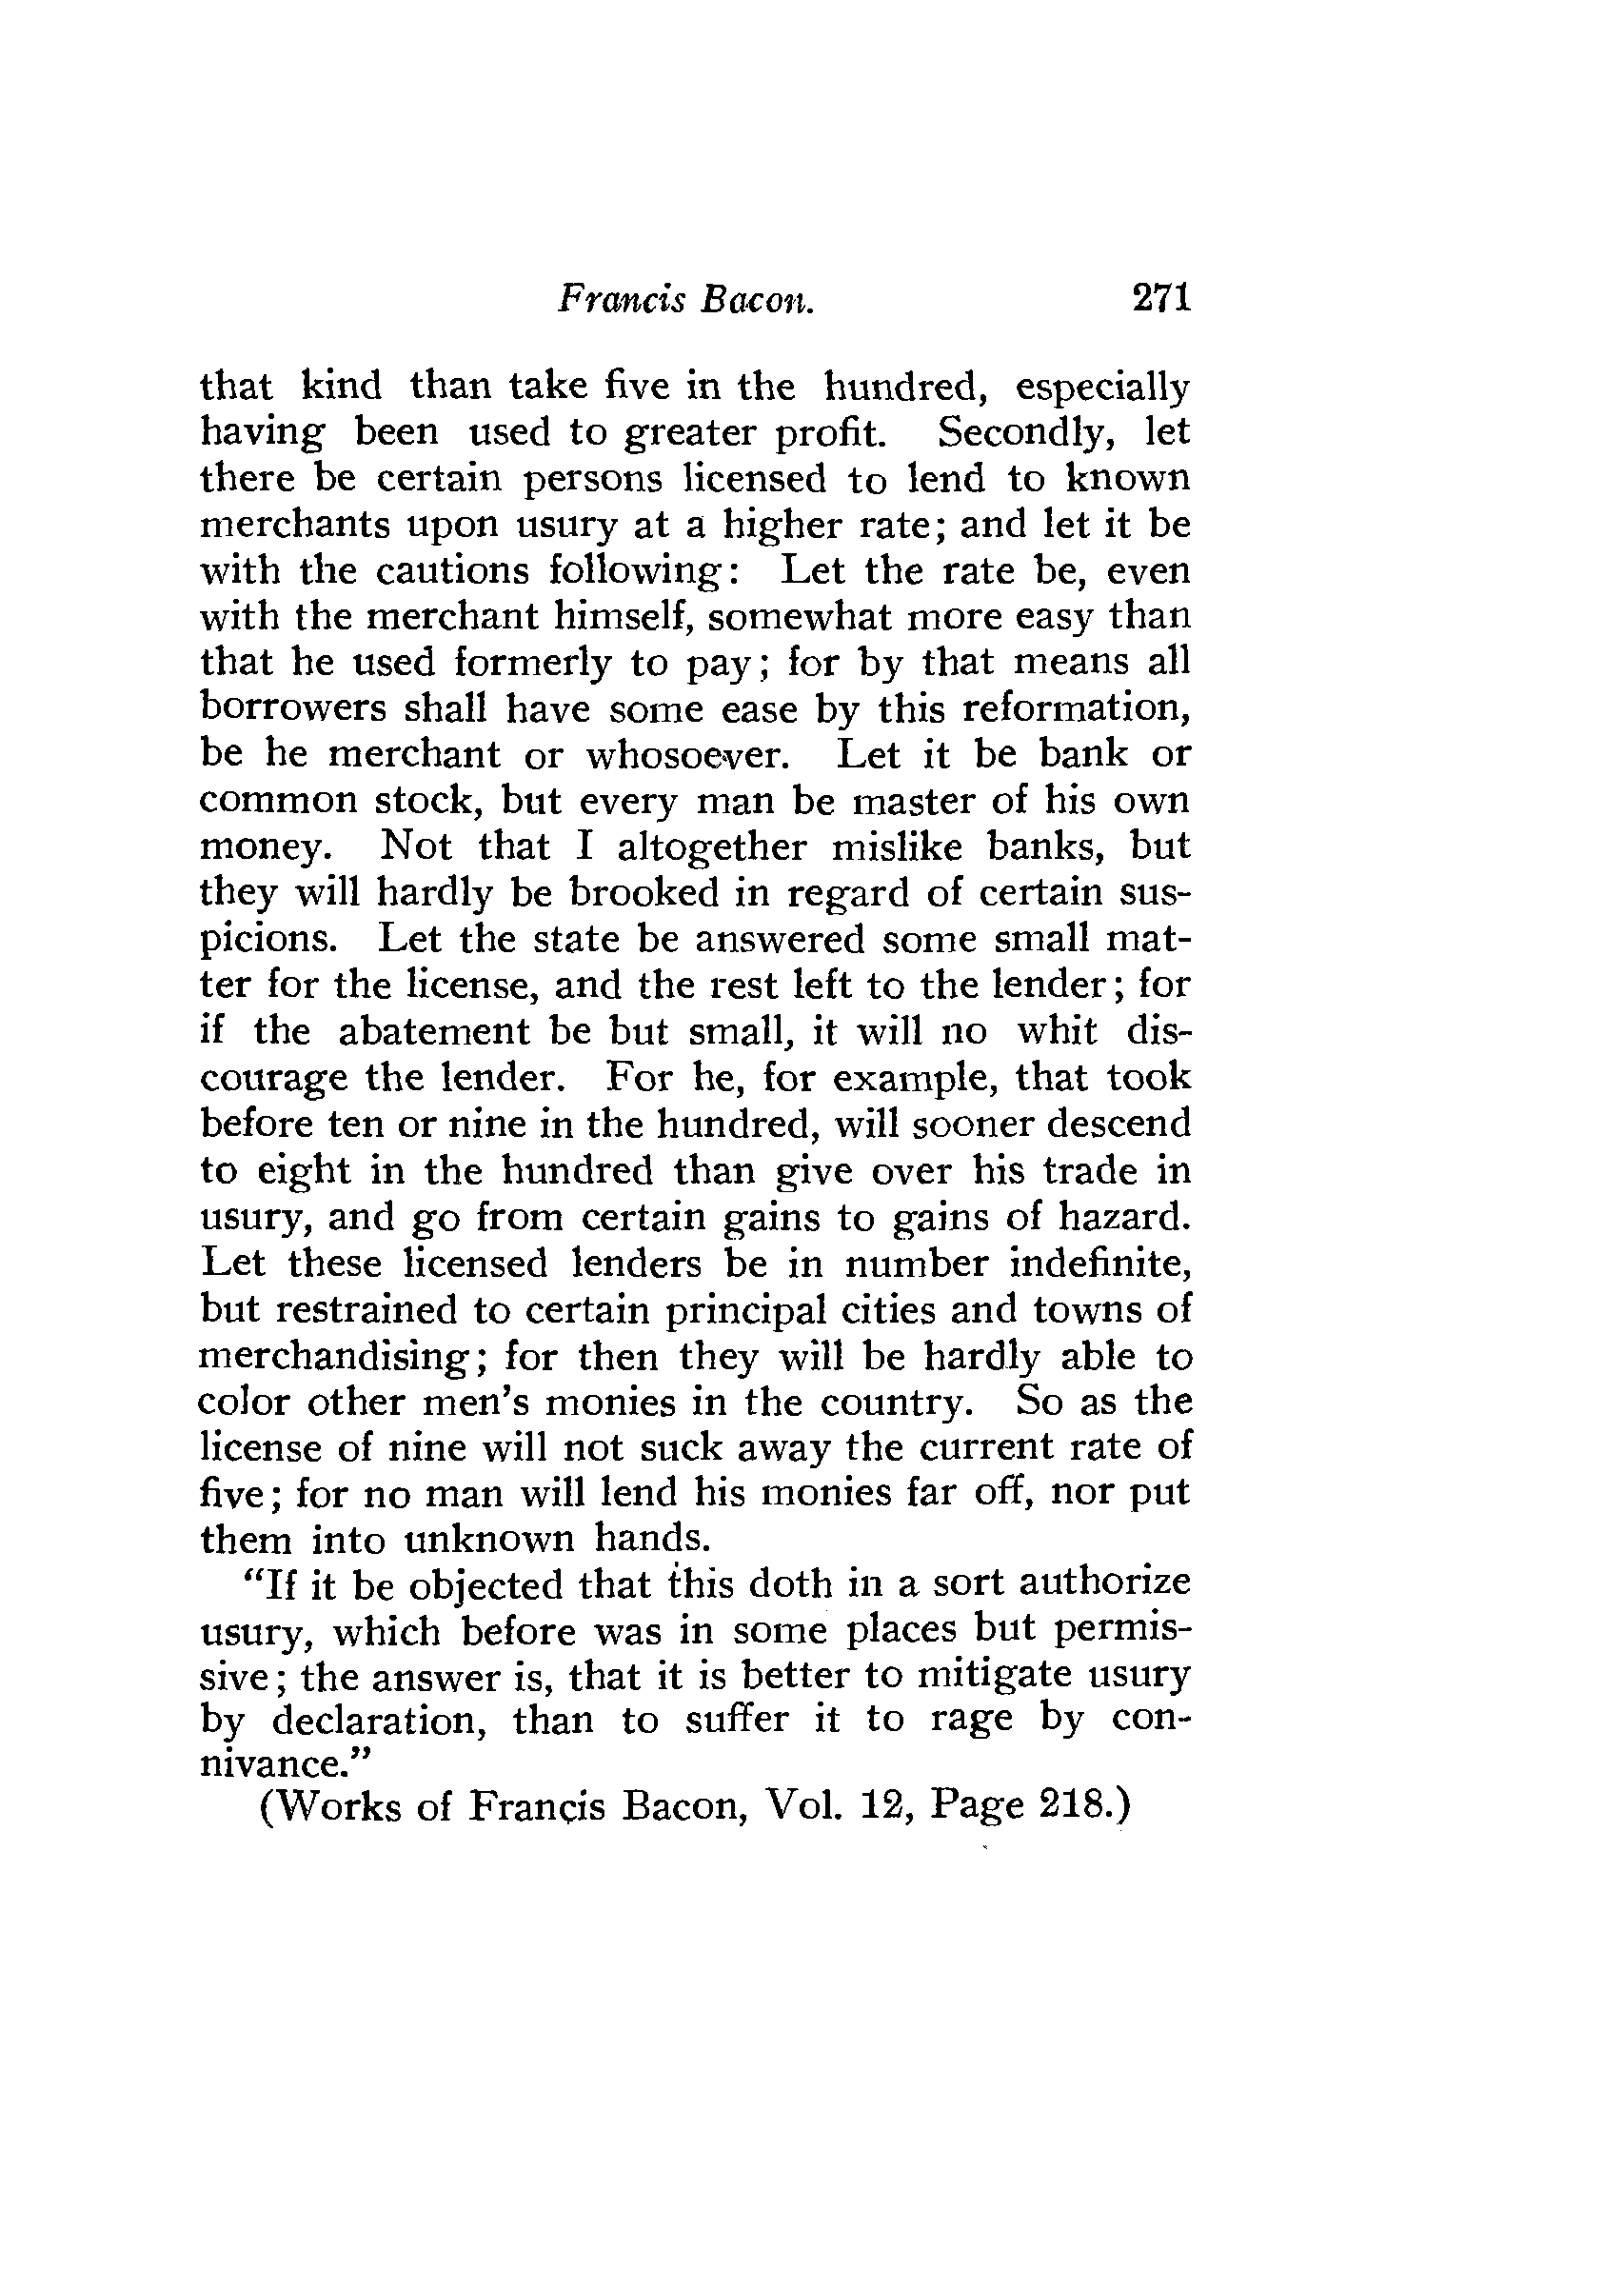 Francis Bacon. 271
that kind than take five in the hundred, especially
having been used to greater profit. Secondly, let
there be certain persons licensed to lend to known
merchants upon usury at a higher rate; and let it be
with the cautions following: Let the rate be, even
with the merchant himself, somewhat more easy than
that he used formerly to pay; for by that means all
borrowers shall have some ease by this reformation,
be he merchant or whosoever. Let it be bank or
common stock, but every man be master of his own
money. Not that I altogether mislike banks, but
they will hardly be brooked in regard of certain sus-
picions. Let the state be answered some small mat-
ter for the license, and the rest left to the lender; for
if the abatement be but small, it will no whit dis-
courage the lender. For he, for example, that took
before ten or nine in the hundred, will sooner descend
to eight in the hundred than give over his trade in
usury, and go from certain gains to gains of hazard.
Let these licensed lenders be in number indefinite,
but restrained to certain principal cities and towns of
merchandising; for then they will be hardly able to
color other men's monies in the country. So as the
license of nine will not suck away the current rate of
five; for no man will lend his monies far off, nor put
them into unknown hands.
"If it be objected that this doth in a sort authorize
usury, which before was in some places but permis-
sive; the answer is, that it is better to mitigate usury
by declaration, than to suffer it to rage by con-
nivance."
(Works of Francis Bacon, Vol. 12, Page 218.)